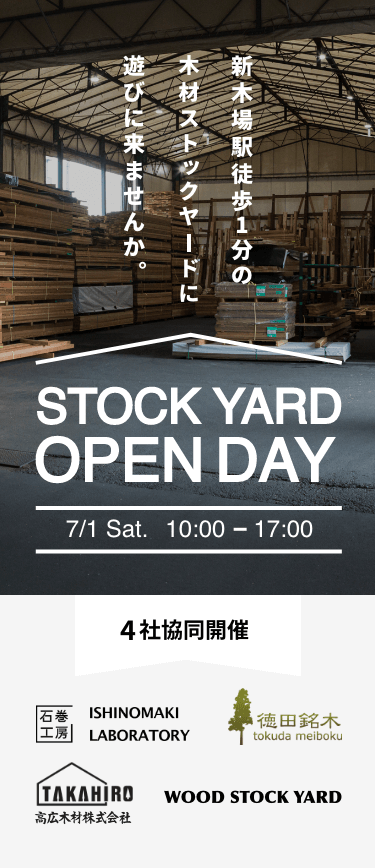 新木場駅徒歩1分の
木材ストックヤードに
遊びに来ませんか。
STOCK YARD
OPEN DAY
7/1 Sat. 10:00 – 17:00
4社協同開催
石巻
工房
ISHINOMAKI
LABORATORY
徳田銘木
tokuda meiboku
TAKAHIRO
高広木材株式会社
WOOD STOCK YARD